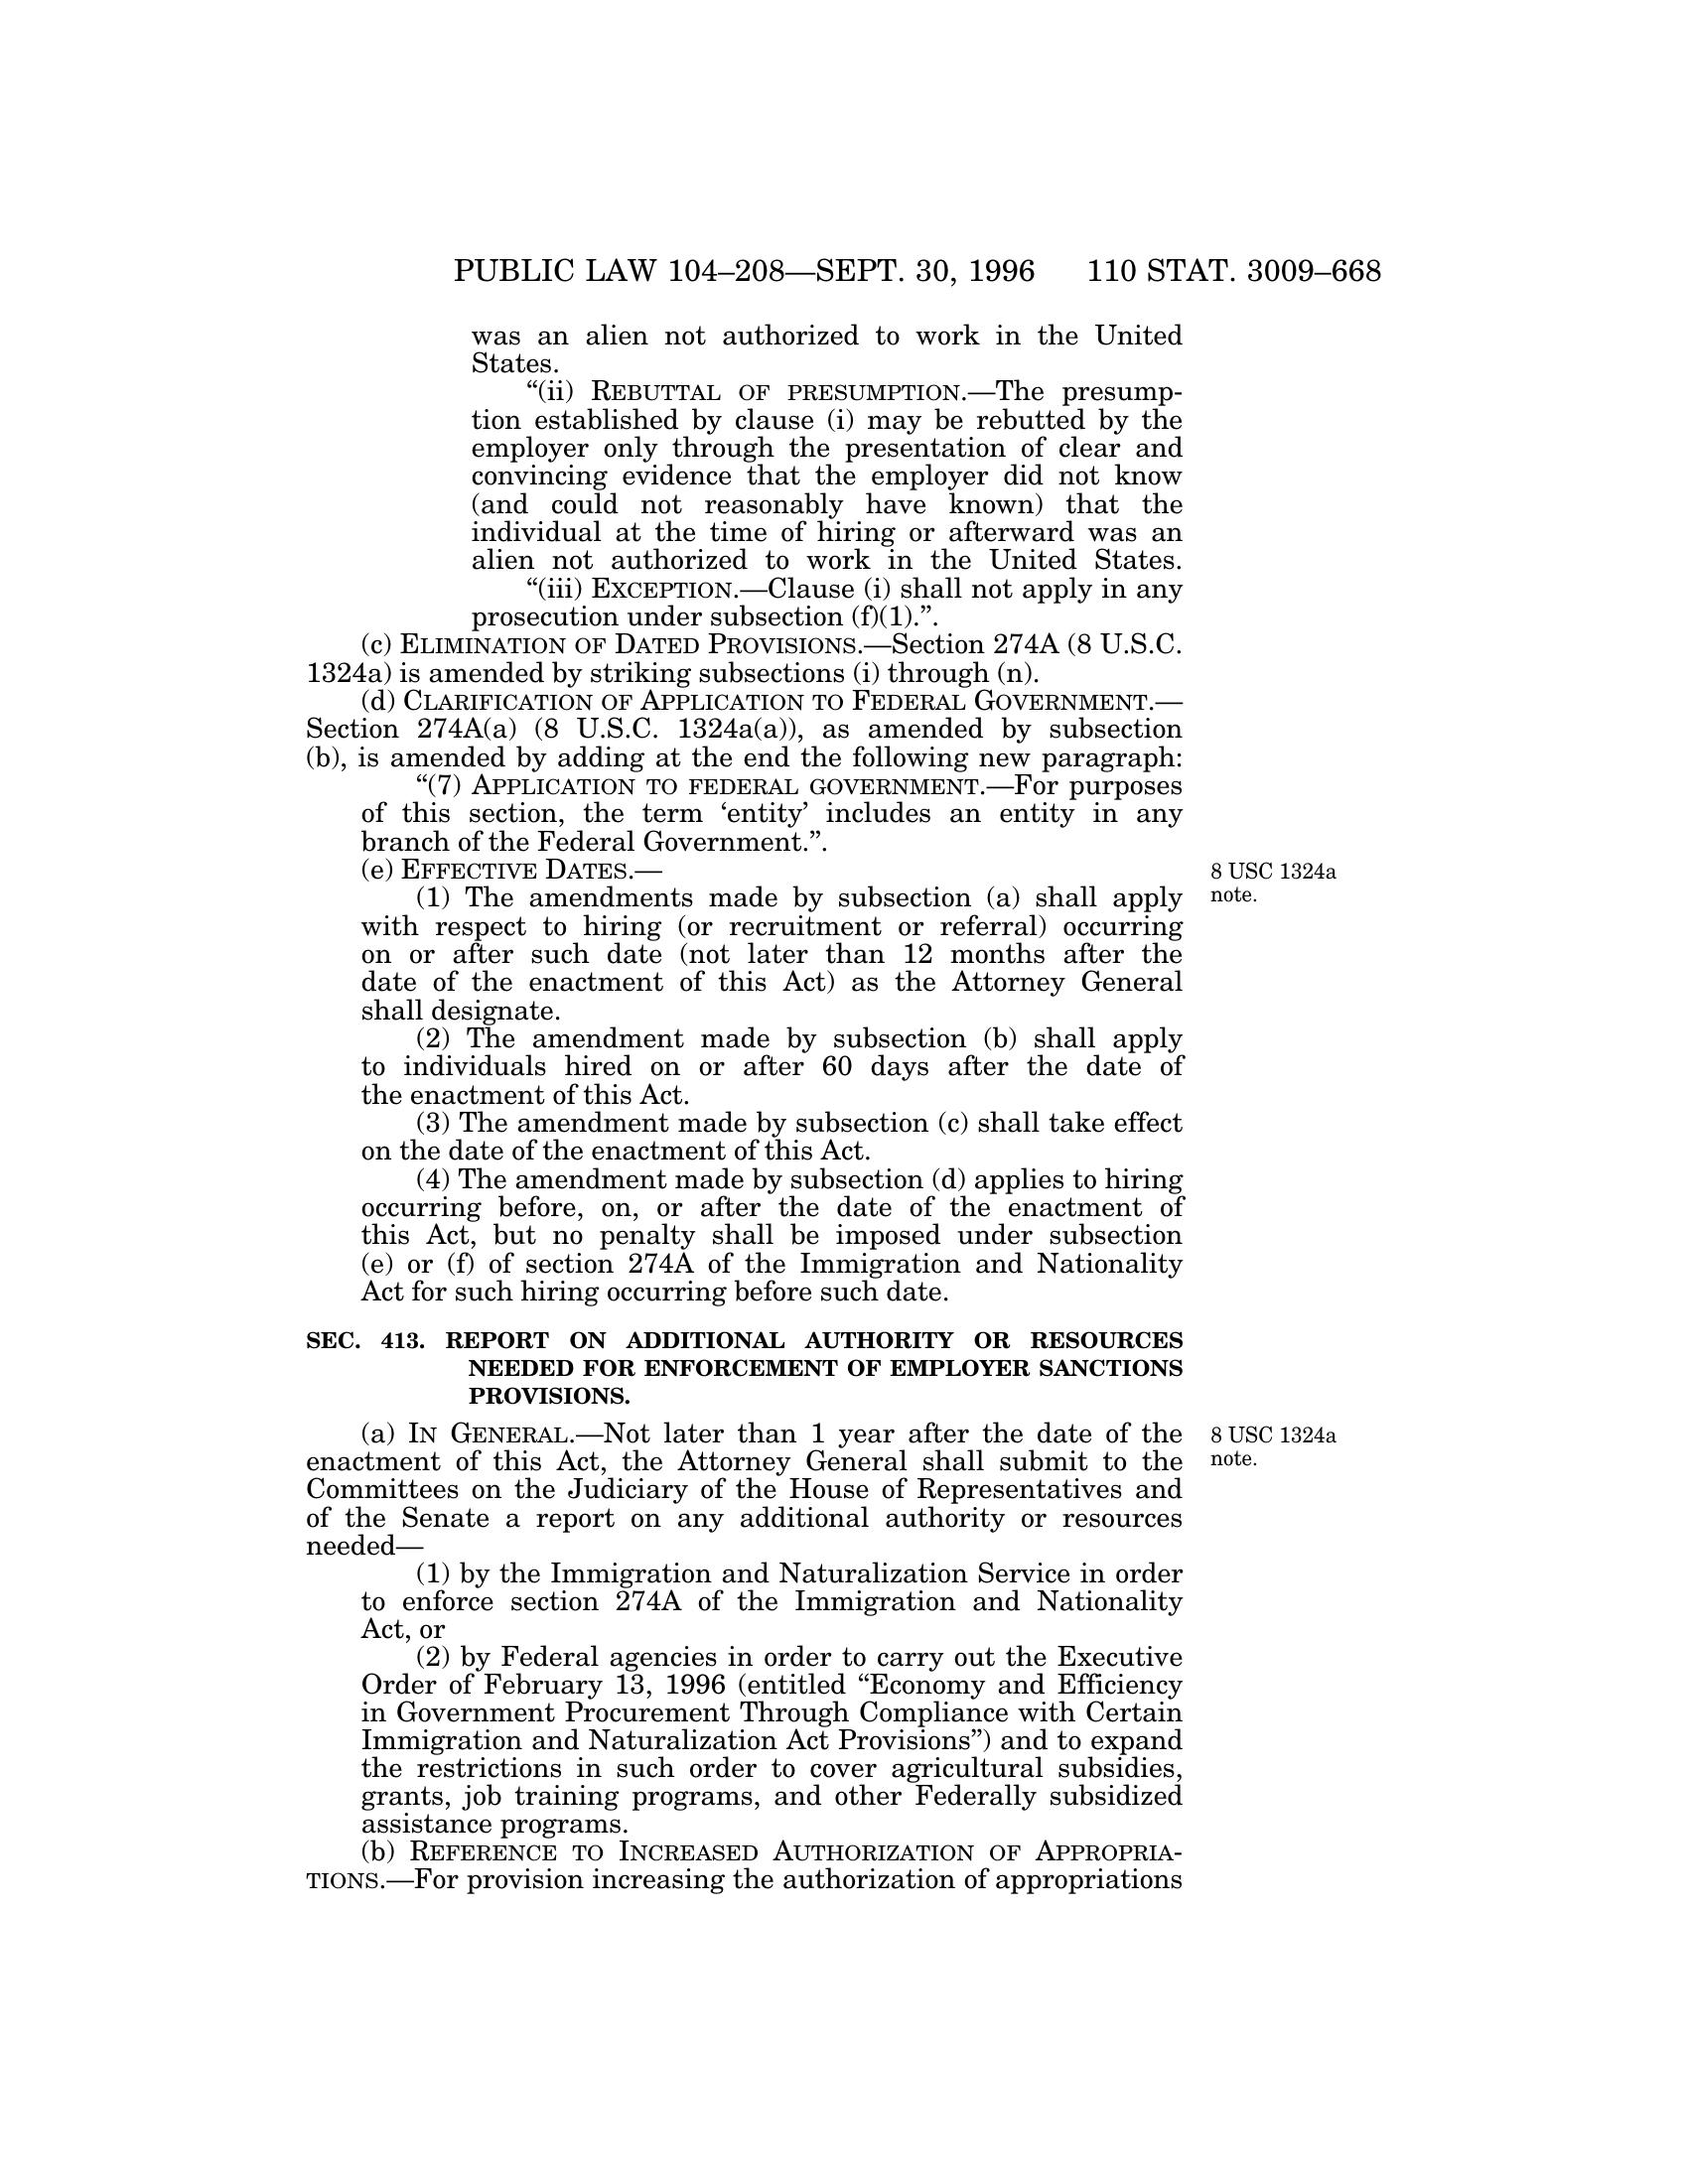 PUBLIC LAW 104–208—SEPT. 30, 1996 110 STAT. 3009–668
was an alien not authorized to work in the United
States.
“(ii) REBUTTAL OF PRESUMPTION.—The presump-
tion established by clause (i) may be rebutted by the
employer only through the presentation of clear and
convincing evidence that the employer did not know
(and could not reasonably have known) that the
individual at the time of hiring or afterward was an
alien not authorized to work in the United States.
“(iii) EXCEPTION.—Clause (i) shall not apply in any
prosecution under subsection (f)(1).”.
(c) ELIMINATION OF DATED PROVISIONS.—Section 274A (8 U.S.C.
1324a) is amended by striking subsections (i) through (n).
(d) CLARIFICATION OF APPLICATION TO FEDERAL GOVERNMENT.—
Section 274A(a) (8 U.S.C. 1324a(a)), as amended by subsection
(b), is amended by adding at the end the following new paragraph:
“(7) APPLICATION TO FEDERAL GOVERNMENT.—For purposes
of this section, the term ‘entity’ includes an entity in any
branch of the Federal Government.”.
(e) EFFECTIVE DATES.—
8 USC 1324a
note.
(1) The amendments made by subsection (a) shall apply
with respect to hiring (or recruitment or referral) occurring
on or after such date (not later than 12 months after the
date of the enactment of this Act) as the Attorney General
shall designate.
(2) The amendment made by subsection (b) shall apply
to individuals hired on or after 60 days after the date of
the enactment of this Act.
(3) The amendment made by subsection (c) shall take effect
on the date of the enactment of this Act.
(4) The amendment made by subsection (d) applies to hiring
occurring before, on, or after the date of the enactment of
this Act, but no penalty shall be imposed under subsection
(e) or (f) of section 274A of the Immigration and Nationality
Act for such hiring occurring before such date.
SEC. 413. REPORT ON ADDITIONAL AUTHORITY OR RESOURCES
NEEDED FOR ENFORCEMENT OF EMPLOYER SANCTIONS
PROVISIONS.
(a) IN GENERAL.—Not later than 1 year after the date of the
8 USC 1324a
note.
enactment of this Act, the Attorney General shall submit to the
Committees on the Judiciary of the House of Representatives and
of the Senate a report on any additional authority or resources
needed—
(1) by the Immigration and Naturalization Service in order
to enforce section 274A of the Immigration and Nationality
Act, or
(2) by Federal agencies in order to carry out the Executive
Order of February 13, 1996 (entitled “Economy and Efficiency
in Government Procurement Through Compliance with Certain
Immigration and Naturalization Act Provisions”) and to expand
the restrictions in such order to cover agricultural subsidies,
grants, job training programs, and other Federally subsidized
assistance programs.
(b) REFERENCE TO INCREASED AUTHORIZATION OF APPROPRIA-
TIONS.—For provision increasing the authorization of appropriations